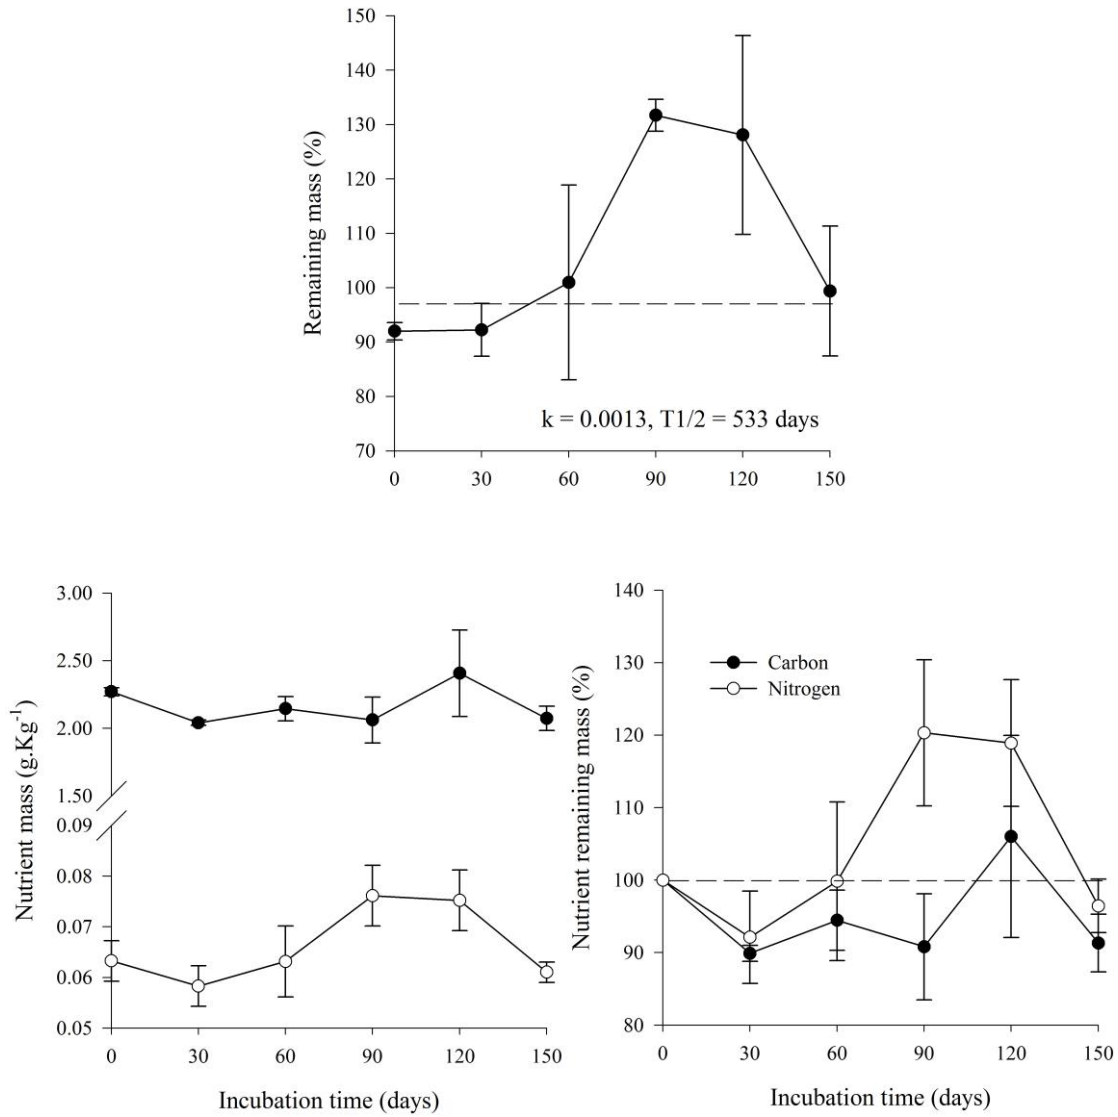 150
140
130
120
110
100
90
80
70
Remaining mass (%)
k = 0.0013, T1/2 = 533 days
0 30 60 90 120 150
3.00
2.50
2.00
1.50
0.09
0.08
0.07
0.06
0.05
Nutrient mass (g.Kg-1)
0 30 60 90 120 150
Incubation time (days)
140
130
120
110
100
90
80
Nutrient remaining mass (%)
Carbon
Nitrogen
0 30 60 90 120 150
Incubation time (days)